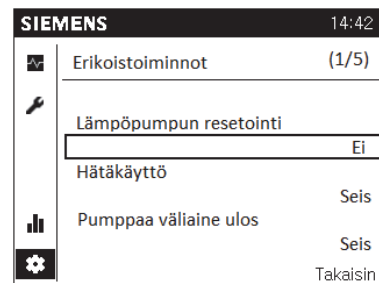 SIEMENS 14:42
Erikoistoiminnot (1/5)
Lämpöpumpun resetointi
Ei
Hätäkäyttö
Seis
Pumppaa väliaine ulos
Seis
Takaisin